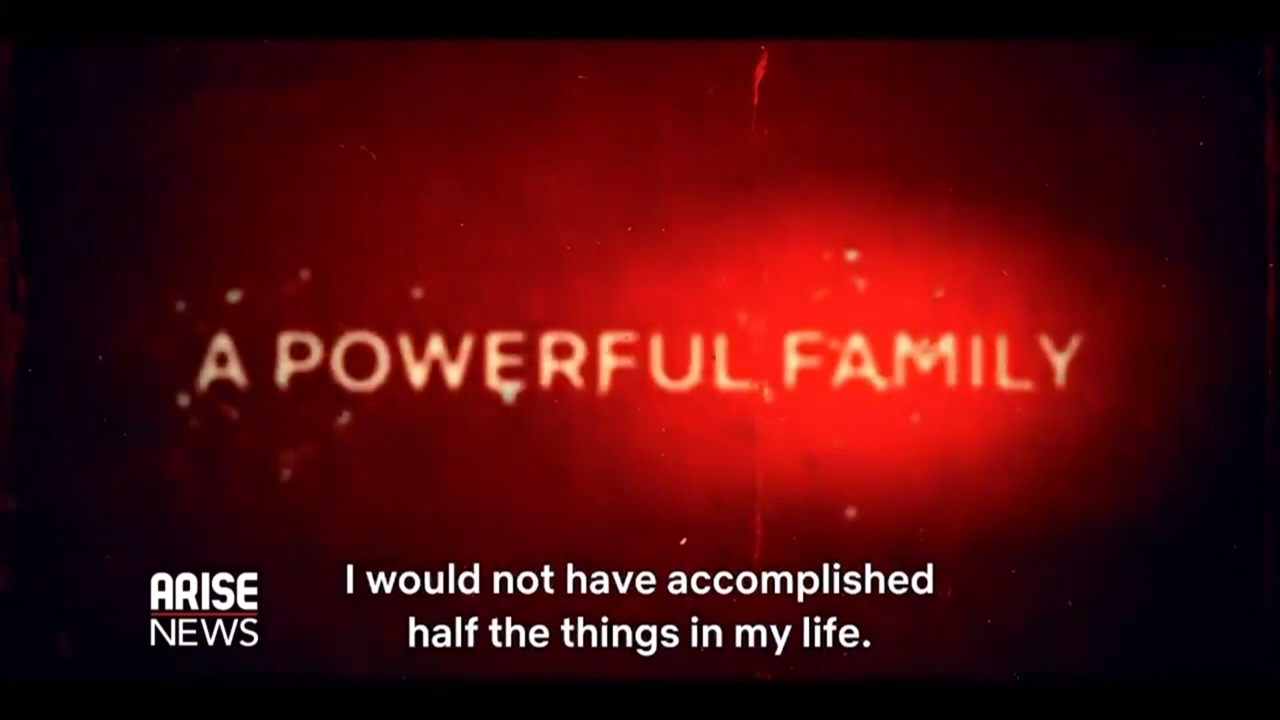 A POWERFUL FAMILY
I would not have accomplished
half the things in my life.
ARISE
NEWS